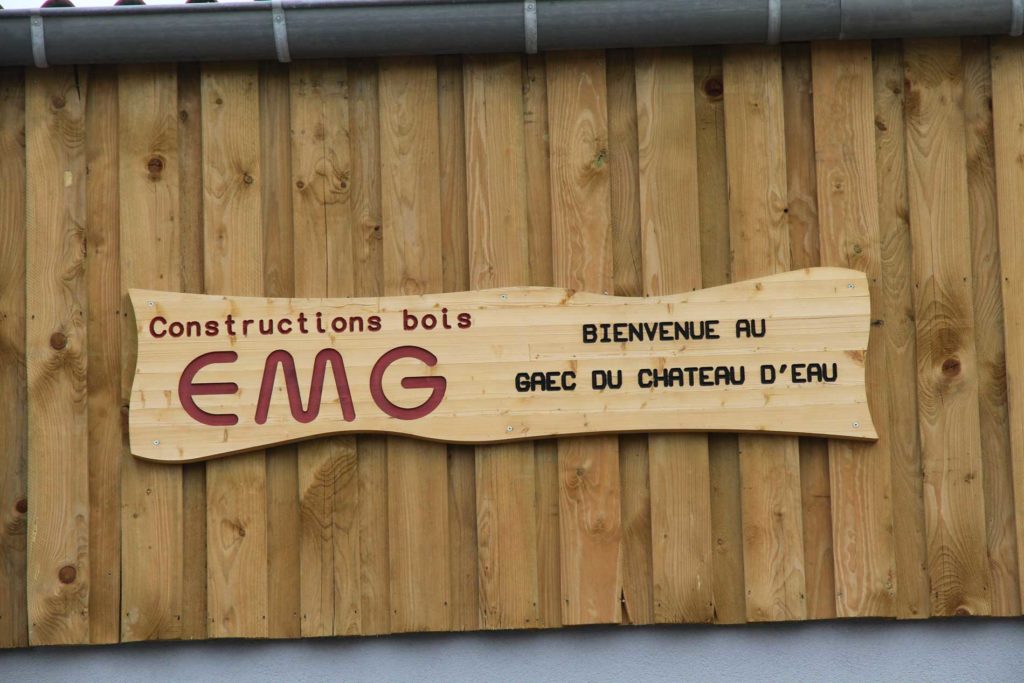 Constructions bois
EMG
BIENVENUE AU
GAEC DU CHATEAU D'EAU